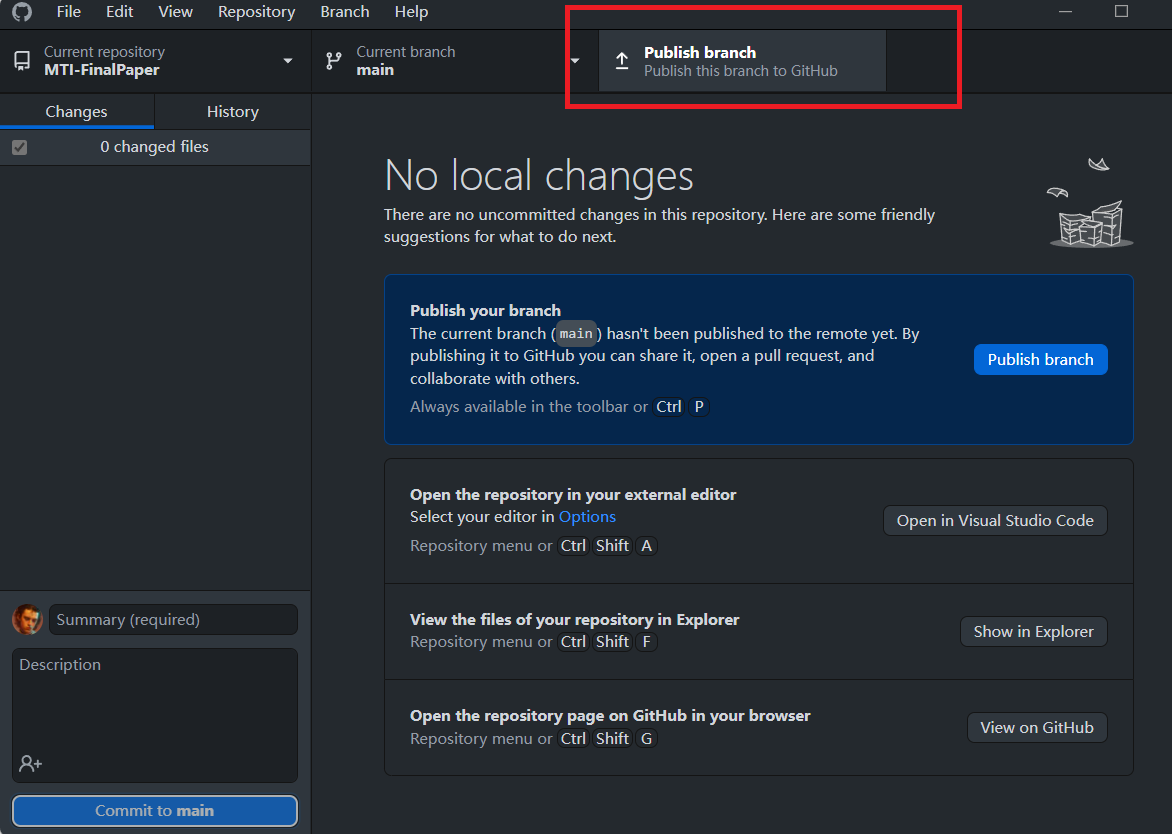 File Edit View Repository Branch Help
Current repository
MTI-FinalPaper
Current branch
main
Publish branch
Publish this branch to GitHub
Changes History
0 changed files
No local changes
There are no uncommitted changes in this repository. Here are some friendly
suggestions for what to do next.
Publish your branch
The current branch (main) hasn't been published to the remote yet. By
publishing it to GitHub you can share it, open a pull request, and
collaborate with others.
Always available in the toolbar or Ctrl P
Publish branch
Open the repository in your external editor
Select your editor in Options
Repository menu or Ctrl Shift A
Open in Visual Studio Code
View the files of your repository in Explorer
Repository menu or Ctrl Shift F
Show in Explorer
Open the repository page on GitHub in your browser
Repository menu or Ctrl Shift G
View on GitHub
Summary (required)
Description
Commit to main